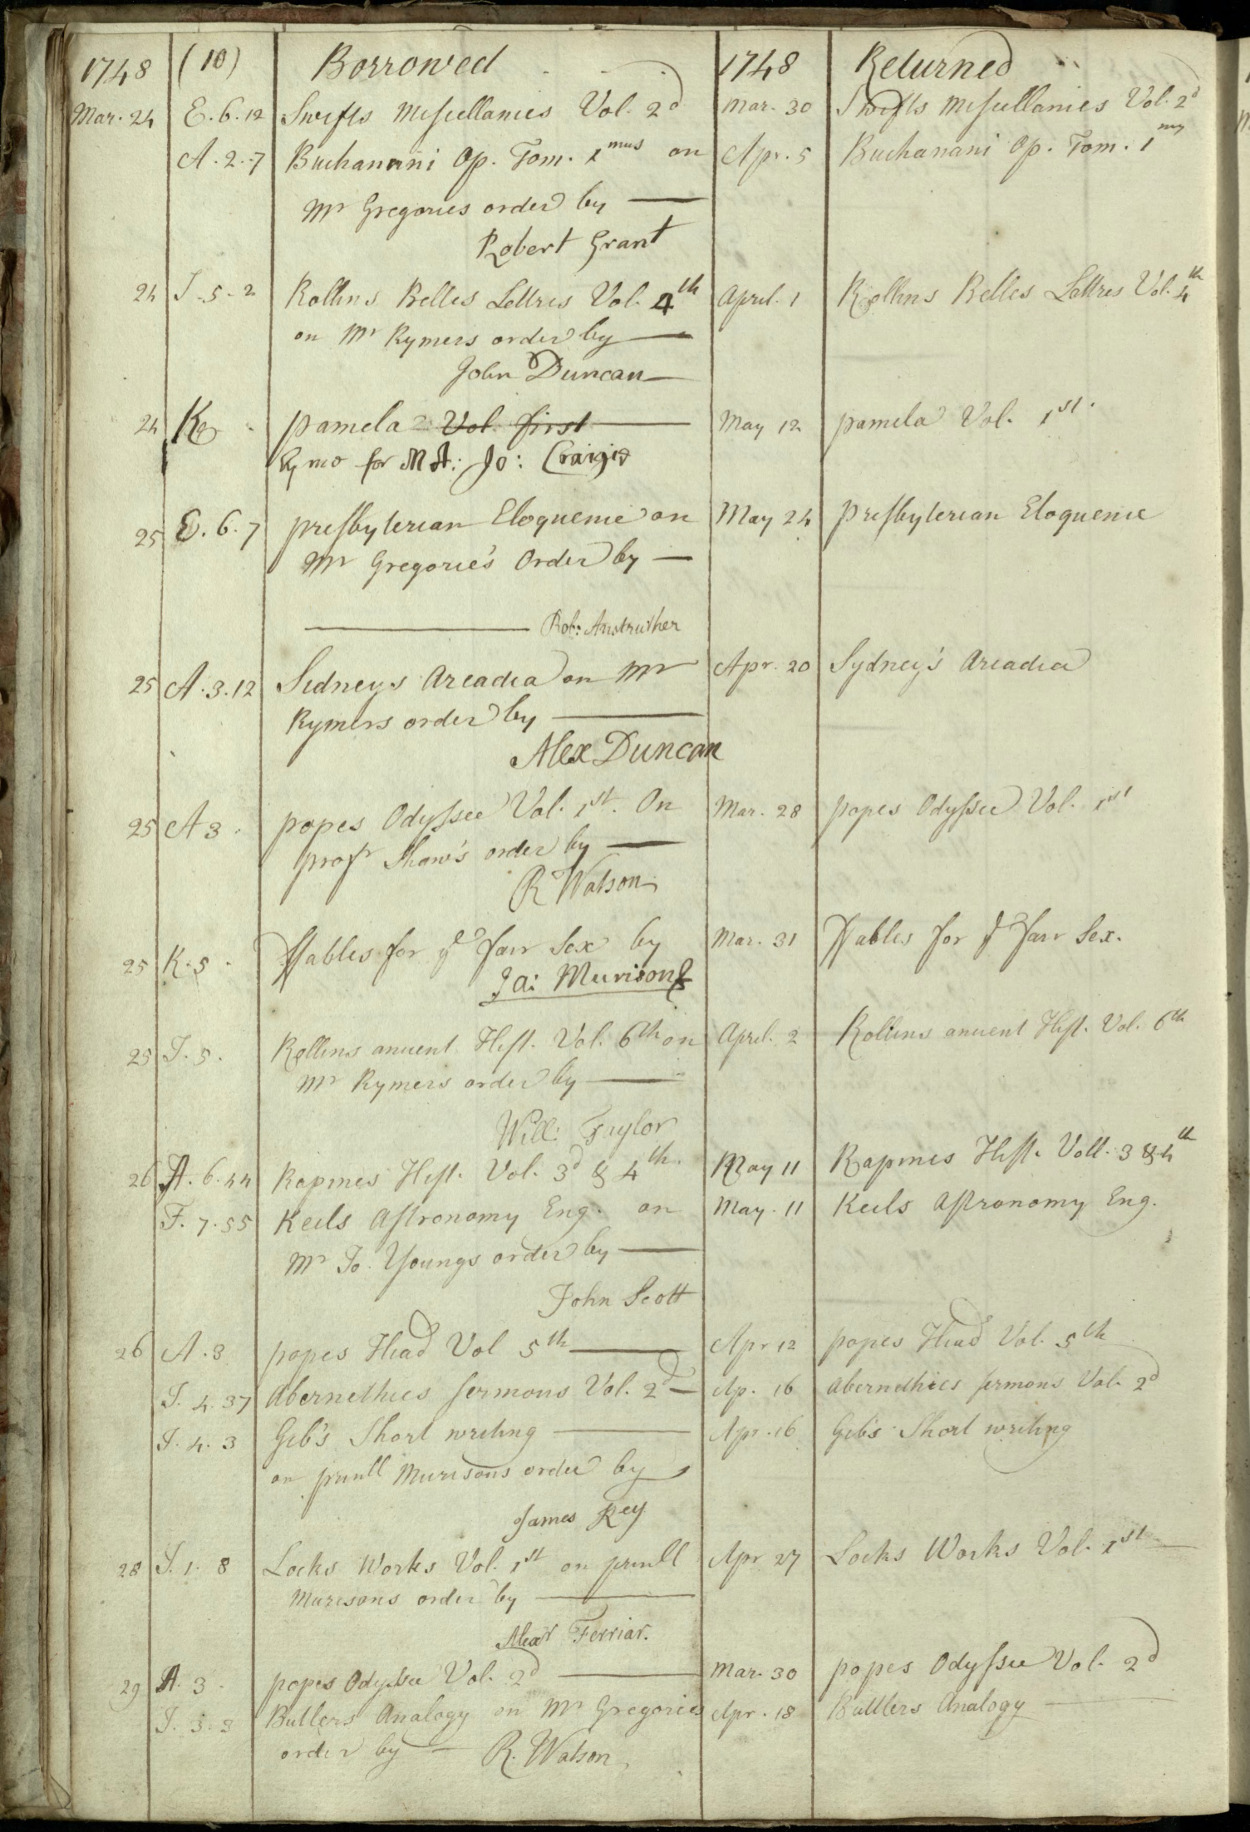 1748 (10) Borrowed 1748 Returned
Mar. 24 E. 6. 12 Swifts Miscellanies Vol. 2d Mar. 30 Swifts Miscellanies Vol. 2d
A. 2. 7 Buchanani Op. Tom. 1mus on Apr. 5 Buchanani Op. Tom. 1mus
Mr Gregories order by —
Robert Grant
24 J. 5. 2 Rollins Belles Lettres Vol. 4th April. 1 Rollins Belles Lettres Vol. 4th
on Mr Rymers order by —
John Duncan
24 K pamela Vol. first May 12 pamela Vol. 1st.
for Mr: Jo: Craigie
25 E. 6. 7 presbyterian Eloquence on May 24 presbyterian Eloquence
Mr Gregorie's Order by —
Rob: Anstruther
25 A. 3. 12 Sidneys Arcadia on Mr Apr. 20 Sydney's Arcadia
Rymers order by —
Alex Duncan
25 A 3. popes Odyssee Vol. 1st. On Mar. 28 popes Odyssee Vol. 1st
profr Shaw's order by —
R Watson
25 K. 5. ffables for ye fair Sex by Mar. 31 ffables for ye fair Sex.
Ja: Murison
25 J. 5. Rollins ancient Hist. Vol. 6th on April. 2 Rollins ancient Hist. Vol. 6th
Mr Rymers order by —
Will: Taylor
26 A. 6. 44 Rapines Hist. Vol. 3d & 4th. May 11 Rapines Hist. Voll. 3 & 4th
F. 7. 55 Keils Astronomy Eng. on May. 11 Keils Astronomy Eng.
Mr Jo. Youngs order by —
John Scott
26 A. 3 popes Iliad Vol 5th — Apr 12 popes Iliad Vol. 5th
J. 4. 37 Abernethies sermons Vol. 2d — Ap. 16 Abernethies sermons Vol. 2d
J. 4. 3 Gib's Short writing — Apr. 16 Gibs Short writing
on prinll Murisons order by
James Key
28 J. 1. 8 Locks Works Vol. 1st on prinll Apr 27 Locks Works Vol. 1st —
Murisons order by —
Alexr Ferriar.
29 A. 3. popes Odyssee Vol. 2d — Mar. 30 popes Odyssee Vol. 2d
J. 3. 3 Butlers Analogy on Mr Gregories Apr. 18 Buttlers Analogy —
order by — R. Watson